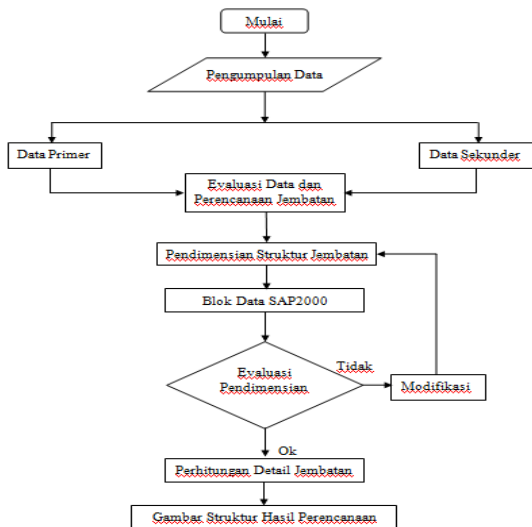 Mulai
Pengumpulan Data
Data Primer
Data Sekunder
Evaluasi Data dan
Perencanaan Jembatan
Pendimensian Struktur Jembatan
Blok Data SAP2000
Evaluasi
Pendimensian
Tidak
Modifikasi
Ok
Perhitungan Detail Jembatan
Gambar Struktur Hasil Perencanaan